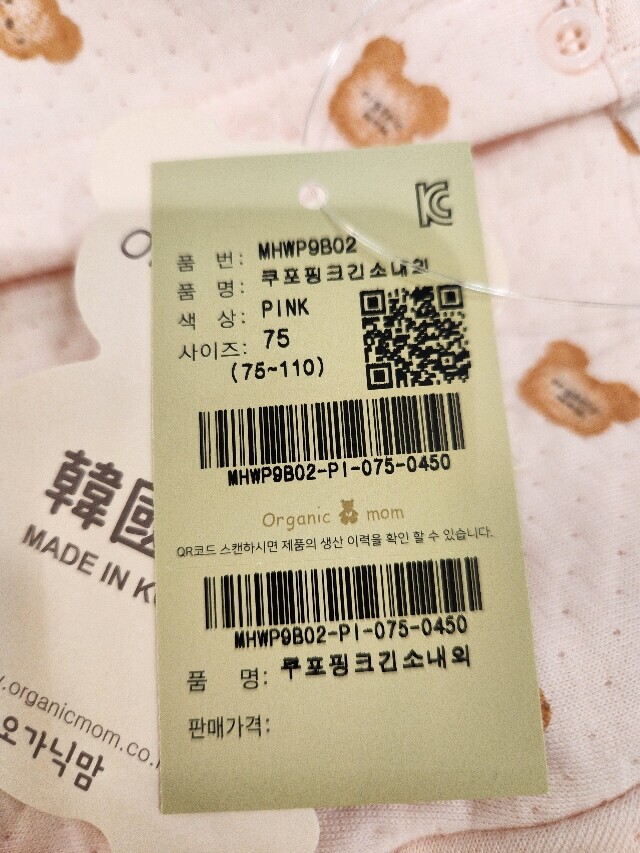 품 번: MHWP9B02
품 명: 쿠포핑크긴소내의
색 상: PINK
사이즈: 75
(75~110)
MHWP9B02-PI-075-0450
Organic mom
QR코드 스캔하시면 제품의 생산 이력을 확인 할 수 있습니다.
MHWP9B02-PI-075-0450
품 명: 쿠포핑크긴소내의
판매가격:
韓國
MADE IN
.organicmom.co.
오가닉맘